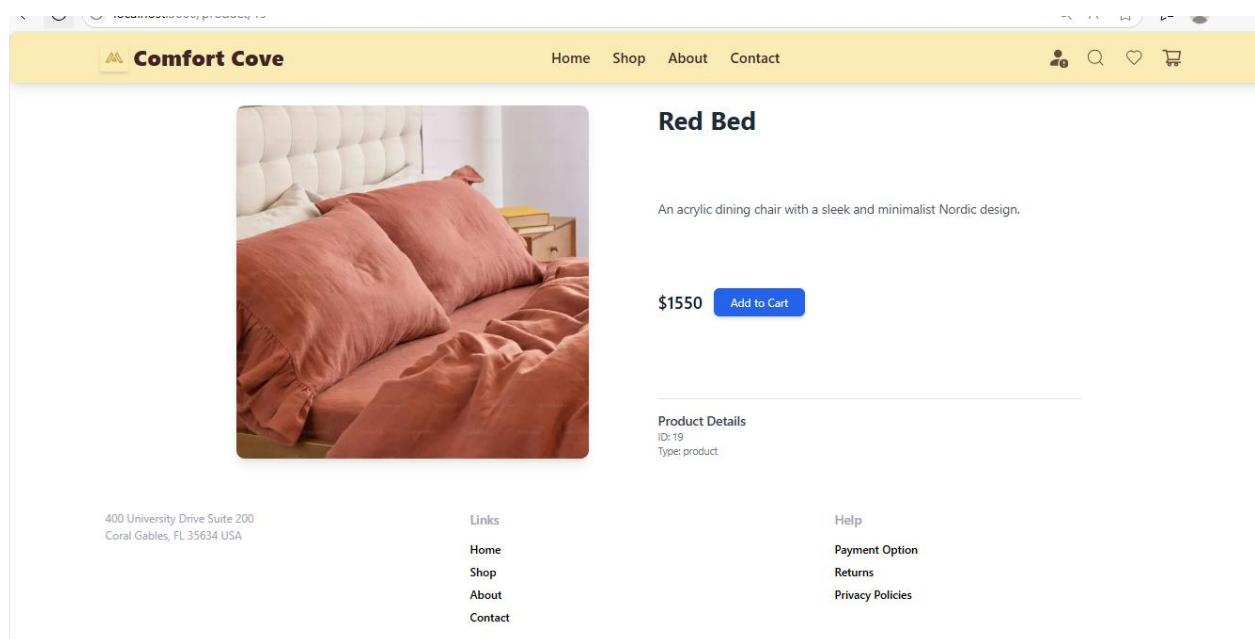 Comfort Cove
Home Shop About Contact
Red Bed
An acrylic dining chair with a sleek and minimalist Nordic design.
$1550 Add to Cart
Product Details
ID: 19
Type: product
400 University Drive Suite 200
Coral Gables, FL 35634 USA
Links
Home
Shop
About
Contact
Help
Payment Option
Returns
Privacy Policies